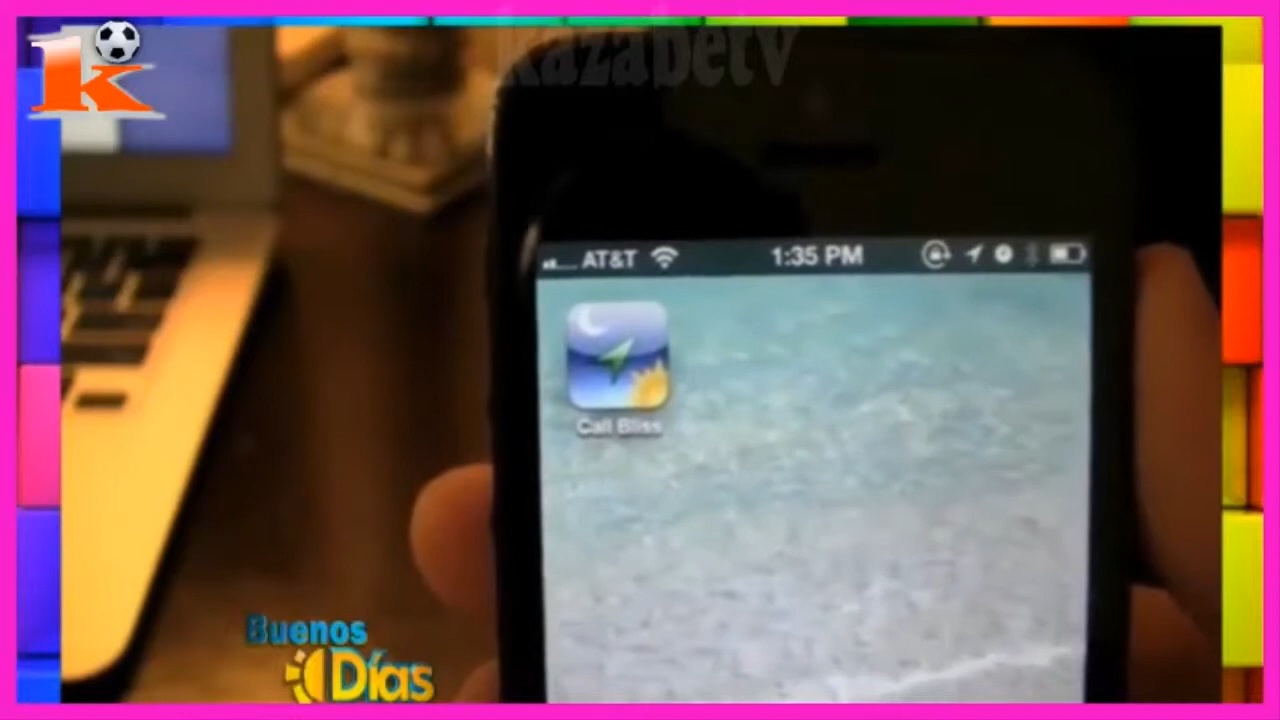 kazabetv
k
AT&T 1:35 PM
Call Bliss
Buenos
Días